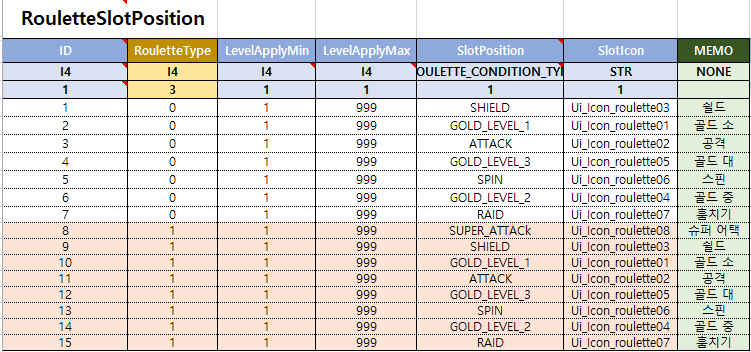 RouletteSlotPosition
ID RouletteType LevelApplyMin LevelApplyMax SlotPosition SlotIcon MEMO
I4 I4 I4 I4 OULETTE_CONDITION_TYP STR NONE
1 3 1 1 1 1
1 0 1 999 SHIELD Ui_Icon_roulette03 쉴드
2 0 1 999 GOLD_LEVEL_1 Ui_Icon_roulette01 골드 소
3 0 1 999 ATTACK Ui_Icon_roulette02 공격
4 0 1 999 GOLD_LEVEL_3 Ui_Icon_roulette05 골드 대
5 0 1 999 SPIN Ui_Icon_roulette06 스핀
6 0 1 999 GOLD_LEVEL_2 Ui_Icon_roulette04 골드 중
7 0 1 999 RAID Ui_Icon_roulette07 훔치기
8 1 1 999 SUPER_ATTACk Ui_Icon_roulette08 슈퍼 어택
9 1 1 999 SHIELD Ui_Icon_roulette03 쉴드
10 1 1 999 GOLD_LEVEL_1 Ui_Icon_roulette01 골드 소
11 1 1 999 ATTACK Ui_Icon_roulette02 공격
12 1 1 999 GOLD_LEVEL_3 Ui_Icon_roulette05 골드 대
13 1 1 999 SPIN Ui_Icon_roulette06 스핀
14 1 1 999 GOLD_LEVEL_2 Ui_Icon_roulette04 골드 중
15 1 1 999 RAID Ui_Icon_roulette07 훔치기